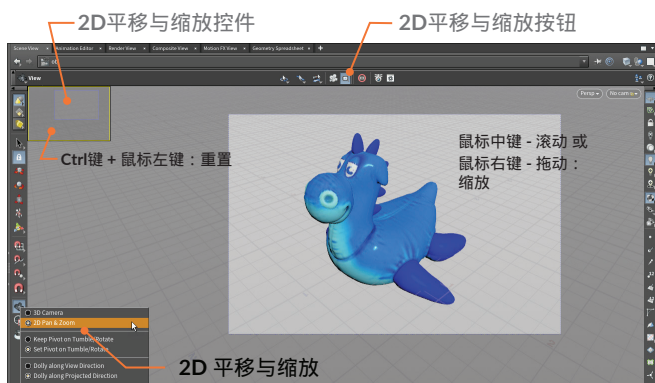 2D平移与缩放控件
2D平移与缩放按钮
Scene View
Animation Editor
Render View
Composite View
Motion FX View
Geometry Spreadsheet
View
Persp
No cam
Ctrl键 + 鼠标左键：重置
鼠标中键 - 滚动 或
鼠标右键 - 拖动：
缩放
3D Camera
2D Pan & Zoom
Keep Pivot on Tumble/Rotate
Set Pivot on Tumble/Rotate
Dolly along View Direction
Dolly along Projected Direction
2D 平移与缩放